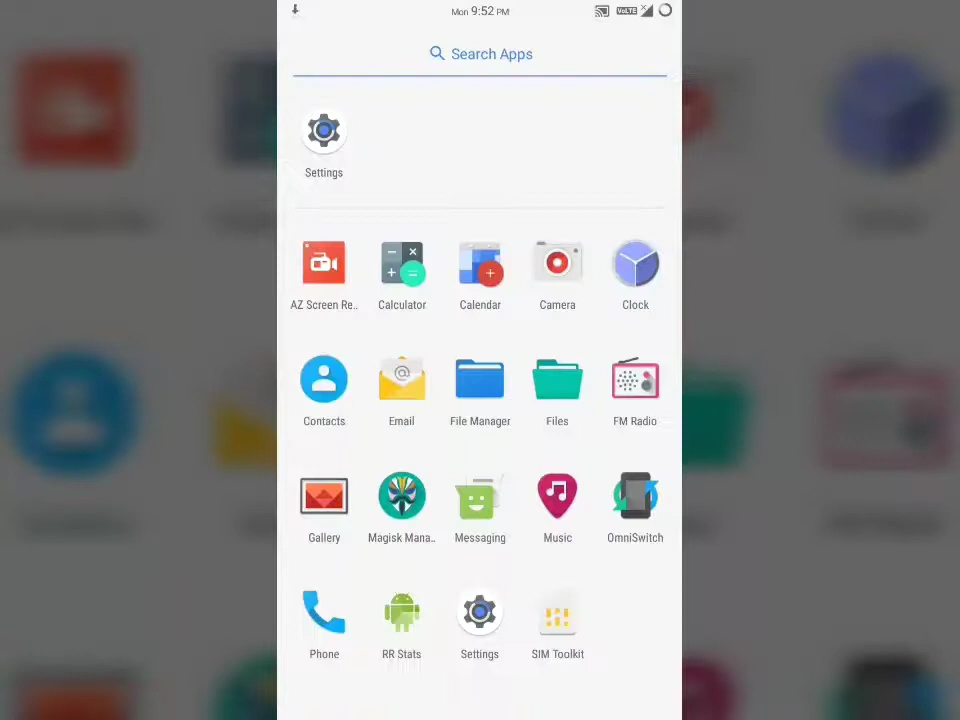 Mon 9:52 PM VoLTE
Search Apps
Settings
AZ Screen Re.. Calculator Calendar Camera Clock
Contacts Email File Manager Files FM Radio
Gallery Magisk Mana.. Messaging Music OmniSwitch
Phone RR Stats Settings SIM Toolkit